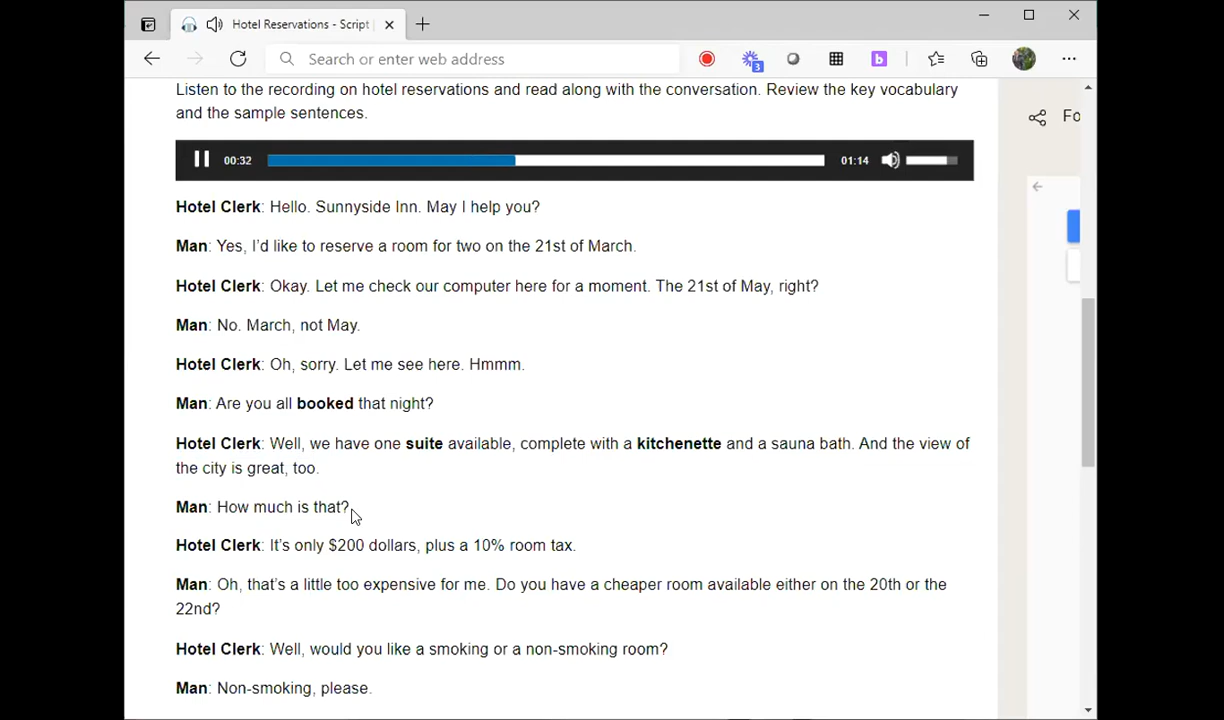 Hotel Reservations - Script
Search or enter web address
3
b
Listen to the recording on hotel reservations and read along with the conversation. Review the key vocabulary
and the sample sentences.
Fo
00:32
01:14
Hotel Clerk: Hello. Sunnyside Inn. May I help you?
Man: Yes, I'd like to reserve a room for two on the 21st of March.
Hotel Clerk: Okay. Let me check our computer here for a moment. The 21st of May, right?
Man: No. March, not May.
Hotel Clerk: Oh, sorry. Let me see here. Hmmm.
Man: Are you all booked that night?
Hotel Clerk: Well, we have one suite available, complete with a kitchenette and a sauna bath. And the view of
the city is great, too.
Man: How much is that?
Hotel Clerk: It's only $200 dollars, plus a 10% room tax.
Man: Oh, that's a little too expensive for me. Do you have a cheaper room available either on the 20th or the
22nd?
Hotel Clerk: Well, would you like a smoking or a non-smoking room?
Man: Non-smoking, please.